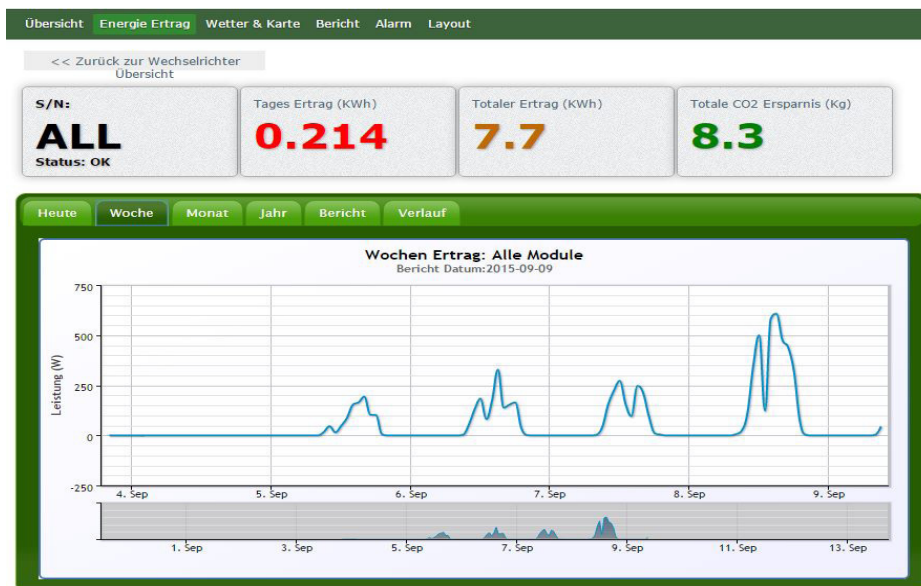 Übersicht Energie Ertrag Wetter & Karte Bericht Alarm Layout
<< Zurück zur Wechselrichter
Übersicht
S/N:
ALL
Status: OK
Tages Ertrag (KWh)
0.214
Totaler Ertrag (KWh)
7.7
Totale CO2 Ersparnis (Kg)
8.3
Heute Woche Monat Jahr Bericht Verlauf
Wochen Ertrag: Alle Module
Bericht Datum:2015-09-09
Leistung (W)
750
500
250
0
-250
4. Sep 5. Sep 6. Sep 7. Sep 8. Sep 9. Sep
1. Sep 3. Sep 5. Sep 7. Sep 9. Sep 11. Sep 13. Sep